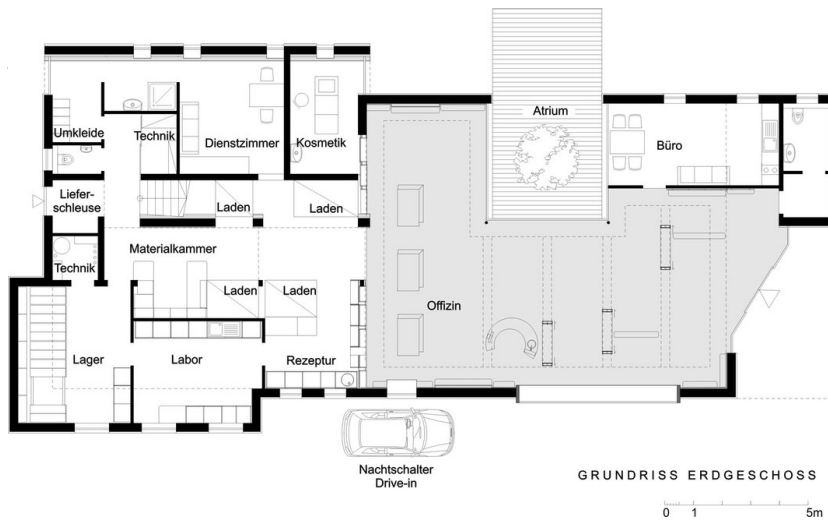 Atrium
Umkleide
Technik
Dienstzimmer
Kosmetik
Büro
Liefer-
schleuse
Laden
Laden
Materialkammer
Technik
Laden
Laden
Offizin
Lager
Labor
Rezeptur
Nachtschalter
Drive-in
GRUNDRISS ERDGESCHOSS
0 1 5m